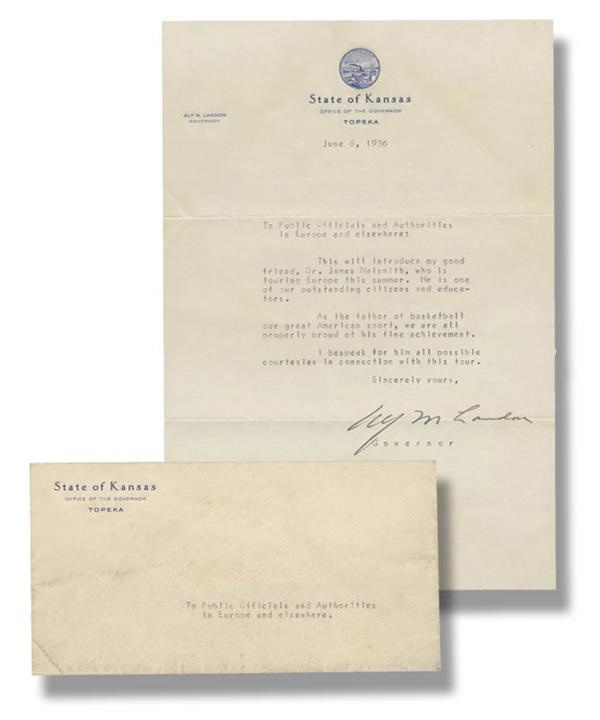 State of Kansas
OFFICE OF THE GOVERNOR
TOPEKA
ALF M. LANDON
GOVERNOR
June 6, 1936
To Public Officials and Authorities
in Europe and elsewhere:
This will introduce my good
friend, Dr. James Naismith, who is
touring Europe this summer. He is one
of our outstanding citizens and educa-
tors.
As the father of basketball
our great American sport, we are all
properly proud of his fine achievement.
I bespeak for him all possible
courtesies in connection with this tour.
Sincerely yours,
Alf M Landon
Governor
State of Kansas
OFFICE OF THE GOVERNOR
TOPEKA
To Public Officials and Authorities
in Europe and elsewhere.